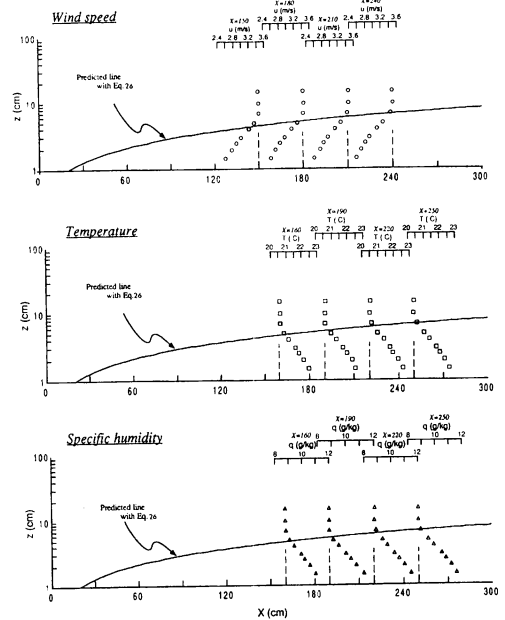 Wind speed
X=180
u (m/s)
2.4 2.8 3.2 3.6
X=240
u (m/s)
2.4 2.8 3.2 3.6
X=150
u (m/s)
2.4 2.8 3.2 3.6
X=210
u (m/s)
2.4 2.8 3.2 3.6
Predicted line
with Eq. 26
z (cm)
100
10
1
0 60 120 180 240 300
Temperature
X=190
T (C)
20 21 22 23
X=250
T (C)
20 21 22 23
X=160
T (C)
20 21 22 23
X=220
T (C)
20 21 22 23
Predicted line
with Eq.26
z (cm)
100
10
1
0 60 120 180 240 300
Specific humidity
X=190
q (g/kg)
8 10 12
X=250
q (g/kg)
8 10 12
X=160
q (g/kg)
8 10 12
X=220
q (g/kg)
8 10 12
Predicted line
with Eq.26
z (cm)
100
10
1
0 60 120 180 240 300
X (cm)